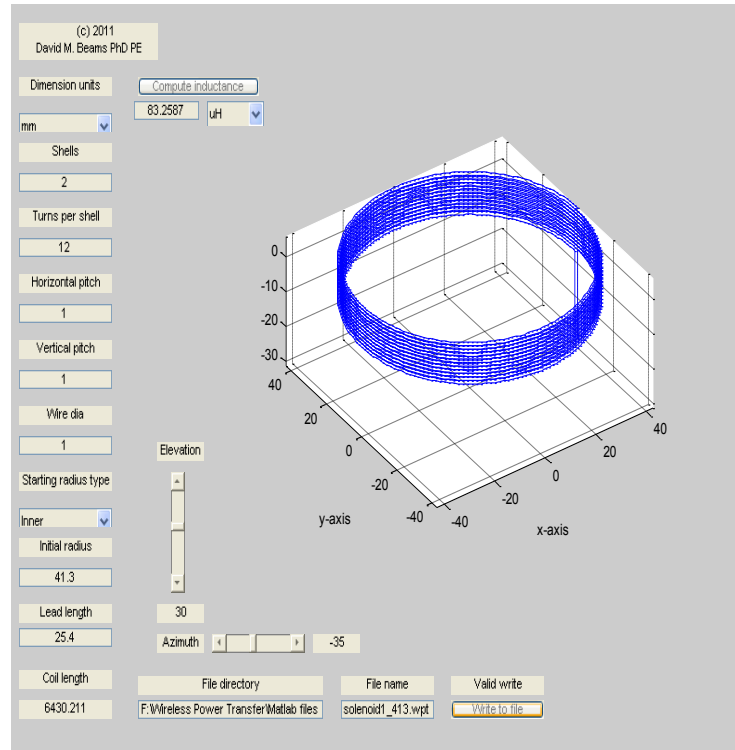 (c) 2011
David M. Beams PhD PE
Dimension units
mm
Compute inductance
83.2587
uH
Shells
2
Turns per shell
12
Horizontal pitch
1
Vertical pitch
1
Wire dia
1
Starting radius type
Inner
Initial radius
41.3
Lead length
25.4
Coil length
6430.211
Elevation
30
Azimuth
-35
0
-10
-20
-30
40
20
0
-20
-40
y-axis
-40
-20
0
20
40
x-axis
File directory
F:\Wireless Power Transfer\Matlab files
File name
solenoid1_413.wpt
Valid write
Write to file